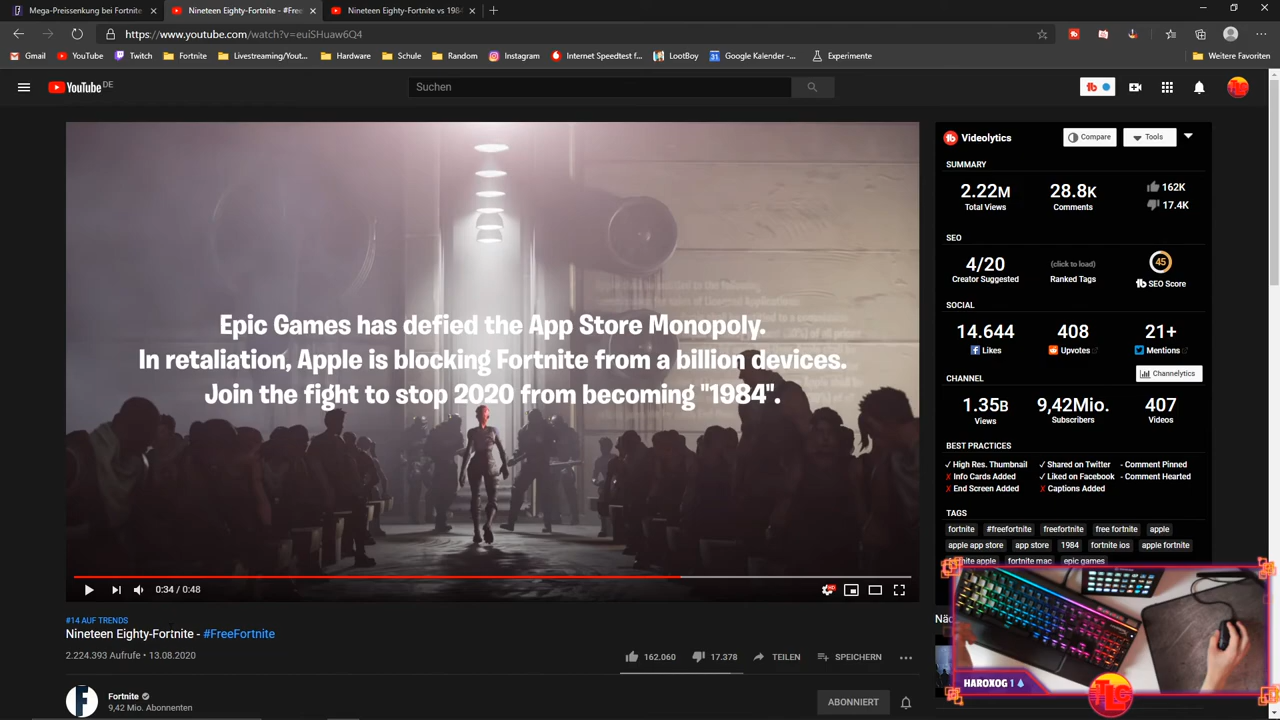 Mega-Preissenkung bei Fortnite
Nineteen Eighty-Fortnite - #Free
Nineteen Eighty-Fortnite vs 1984
https://www.youtube.com/watch?v=euiSHuaw6Q4
Gmail
YouTube
Twitch
Fortnite
Livestreaming/You...
Hardware
Schule
Random
Instagram
Internet Speedtest f...
LootBoy
Google Kalender -...
Experimente
Weitere Favoriten
YouTube DE
Suchen
Epic Games has defied the App Store Monopoly.
In retaliation, Apple is blocking Fortnite from a billion devices.
Join the fight to stop 2020 from becoming "1984".
0:34 / 0:48
HD
#14 AUF TRENDS
Nineteen Eighty-Fortnite - #FreeFortnite
2.224.393 Aufrufe • 13.08.2020
162.060
17.378
TEILEN
SPEICHERN
Fortnite
9,42 Mio. Abonnenten
ABONNIERT
Videolytics
Compare
Tools
SUMMARY
2.22M
Total Views
28.8K
Comments
162K
17.4K
SEO
4/20
Creator Suggested
(click to load)
Ranked Tags
45
SEO Score
SOCIAL
14.644
Likes
408
Upvotes
21+
Mentions
CHANNEL
Channelytics
1.35B
Views
9,42Mio.
Subscribers
407
Videos
BEST PRACTICES
✓ High Res. Thumbnail
✓ Shared on Twitter
- Comment Pinned
X Info Cards Added
✓ Liked on Facebook
- Comment Hearted
X End Screen Added
X Captions Added
TAGS
fortnite
#freefortnite
freefortnite
free fortnite
apple
apple app store
app store
1984
fortnite ios
apple fortnite
fortnite mac
epic games
HAROXOG 1
TLC